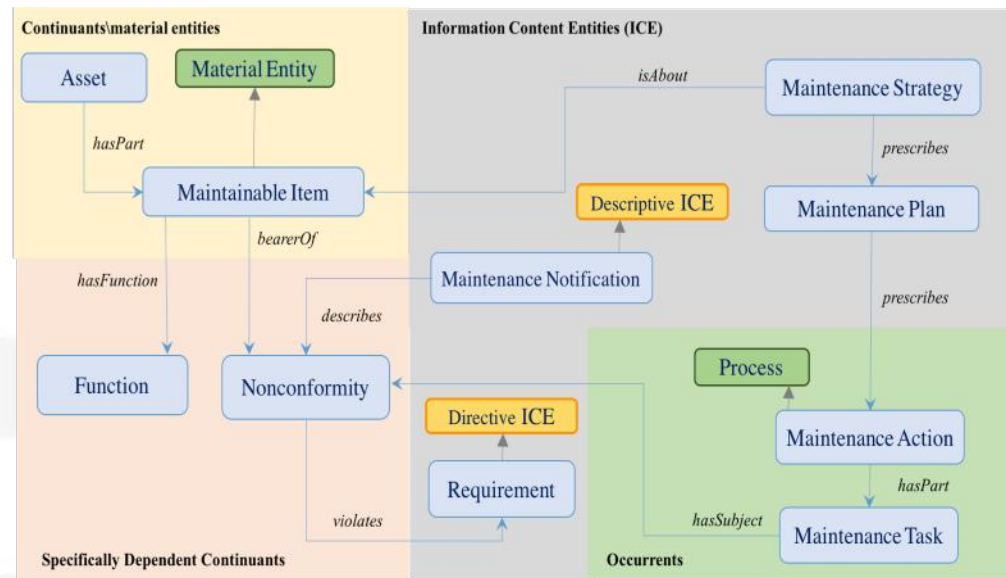 Continuants\material entities
Information Content Entities (ICE)
Asset
Material Entity
isAbout
Maintenance Strategy
hasPart
prescribes
Maintainable Item
Descriptive ICE
Maintenance Plan
bearerOf
hasFunction
Maintenance Notification
prescribes
describes
Function
Nonconformity
Process
Directive ICE
Maintenance Action
Requirement
hasPart
violates
hasSubject
Maintenance Task
Specifically Dependent Continuants
Occurrents